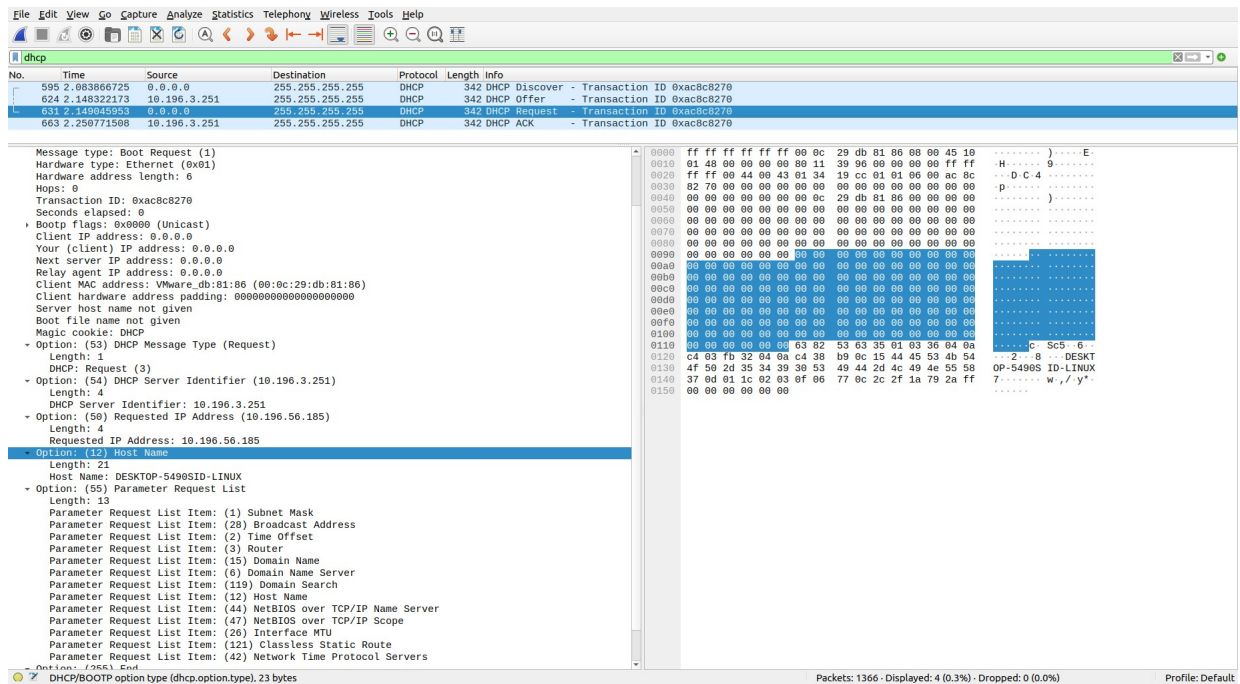 File Edit View Go Capture Analyze Statistics Telephony Wireless Tools Help
dhcp
No. Time Source Destination Protocol Length Info
595 2.083866725 0.0.0.0 255.255.255.255 DHCP 342 DHCP Discover - Transaction ID 0xac8c8270
624 2.148322173 10.196.3.251 255.255.255.255 DHCP 342 DHCP Offer - Transaction ID 0xac8c8270
631 2.149045953 0.0.0.0 255.255.255.255 DHCP 342 DHCP Request - Transaction ID 0xac8c8270
663 2.250771508 10.196.3.251 255.255.255.255 DHCP 342 DHCP ACK - Transaction ID 0xac8c8270
Message type: Boot Request (1)
Hardware type: Ethernet (0x01)
Hardware address length: 6
Hops: 0
Transaction ID: 0xac8c8270
Seconds elapsed: 0
Bootp flags: 0x0000 (Unicast)
Client IP address: 0.0.0.0
Your (client) IP address: 0.0.0.0
Next server IP address: 0.0.0.0
Relay agent IP address: 0.0.0.0
Client MAC address: VMware_db:81:86 (00:0c:29:db:81:86)
Client hardware address padding: 00000000000000000000
Server host name not given
Boot file name not given
Magic cookie: DHCP
Option: (53) DHCP Message Type (Request)
Length: 1
DHCP: Request (3)
Option: (54) DHCP Server Identifier (10.196.3.251)
Length: 4
DHCP Server Identifier: 10.196.3.251
Option: (50) Requested IP Address (10.196.56.185)
Length: 4
Requested IP Address: 10.196.56.185
Option: (12) Host Name
Length: 21
Host Name: DESKTOP-5490SID-LINUX
Option: (55) Parameter Request List
Length: 13
Parameter Request List Item: (1) Subnet Mask
Parameter Request List Item: (28) Broadcast Address
Parameter Request List Item: (2) Time Offset
Parameter Request List Item: (3) Router
Parameter Request List Item: (15) Domain Name
Parameter Request List Item: (6) Domain Name Server
Parameter Request List Item: (119) Domain Search
Parameter Request List Item: (12) Host Name
Parameter Request List Item: (44) NetBIOS over TCP/IP Name Server
Parameter Request List Item: (47) NetBIOS over TCP/IP Scope
Parameter Request List Item: (26) Interface MTU
Parameter Request List Item: (121) Classless Static Route
Parameter Request List Item: (42) Network Time Protocol Servers
Option: (255) End
0000 ff ff ff ff ff ff 00 0c 29 db 81 86 08 00 45 10 ········ )·····E·
0010 01 48 00 00 00 00 80 11 39 96 00 00 00 00 ff ff ·H······ 9·······
0020 ff ff 00 44 00 43 01 34 19 cc 01 01 06 00 ac 8c ···D·C·4 ········
0030 82 70 00 00 00 00 00 00 00 00 00 00 00 00 00 00 ·p······ ········
0040 00 00 00 00 00 00 00 0c 29 db 81 86 00 00 00 00 ········ )·······
0050 00 00 00 00 00 00 00 00 00 00 00 00 00 00 00 00 ········ ········
0060 00 00 00 00 00 00 00 00 00 00 00 00 00 00 00 00 ········ ········
0070 00 00 00 00 00 00 00 00 00 00 00 00 00 00 00 00 ········ ········
0080 00 00 00 00 00 00 00 00 00 00 00 00 00 00 00 00 ········ ········
0090 00 00 00 00 00 00 00 00 00 00 00 00 00 00 00 00 ········ ········
00a0 00 00 00 00 00 00 00 00 00 00 00 00 00 00 00 00 ········ ········
00b0 00 00 00 00 00 00 00 00 00 00 00 00 00 00 00 00 ········ ········
00c0 00 00 00 00 00 00 00 00 00 00 00 00 00 00 00 00 ········ ········
00d0 00 00 00 00 00 00 00 00 00 00 00 00 00 00 00 00 ········ ········
00e0 00 00 00 00 00 00 00 00 00 00 00 00 00 00 00 00 ········ ········
00f0 00 00 00 00 00 00 00 00 00 00 00 00 00 00 00 00 ········ ········
0100 00 00 00 00 00 00 00 00 00 00 00 00 00 00 00 00 ········ ········
0110 00 00 00 00 00 00 63 82 53 63 35 01 03 36 04 0a ······c· Sc5··6··
0120 c4 03 fb 32 04 0a c4 38 b9 0c 15 44 45 53 4b 54 ···2···8 ···DESKT
0130 4f 50 2d 35 34 39 30 53 49 44 2d 4c 49 4e 55 58 OP-5490S ID-LINUX
0140 37 0d 01 1c 02 03 0f 06 77 0c 2c 2f 1a 79 2a ff 7······· w·,/·y*·
0150 00 00 00 00 00 00 ······
DHCP/BOOTP option type (dhcp.option.type), 23 bytes
Packets: 1366 · Displayed: 4 (0.3%) · Dropped: 0 (0.0%)
Profile: Default